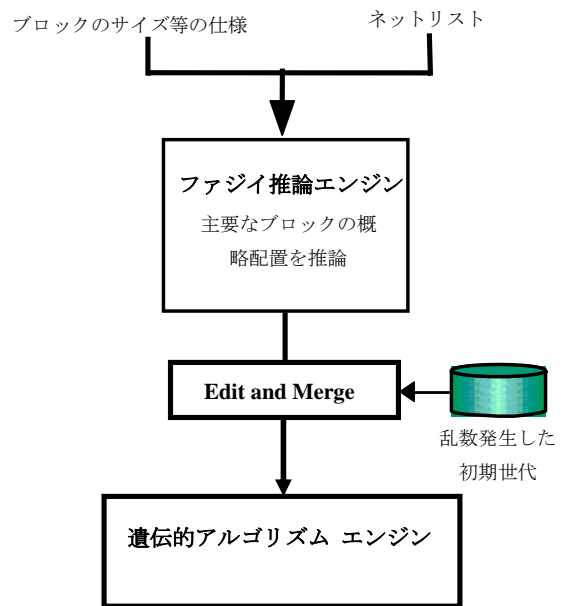 ブロックのサイズ等の仕様
ネットリスト
ファジイ推論エンジン
主要なブロックの概
略配置を推論
Edit and Merge
乱数発生した
初期世代
遺伝的アルゴリズム エンジン